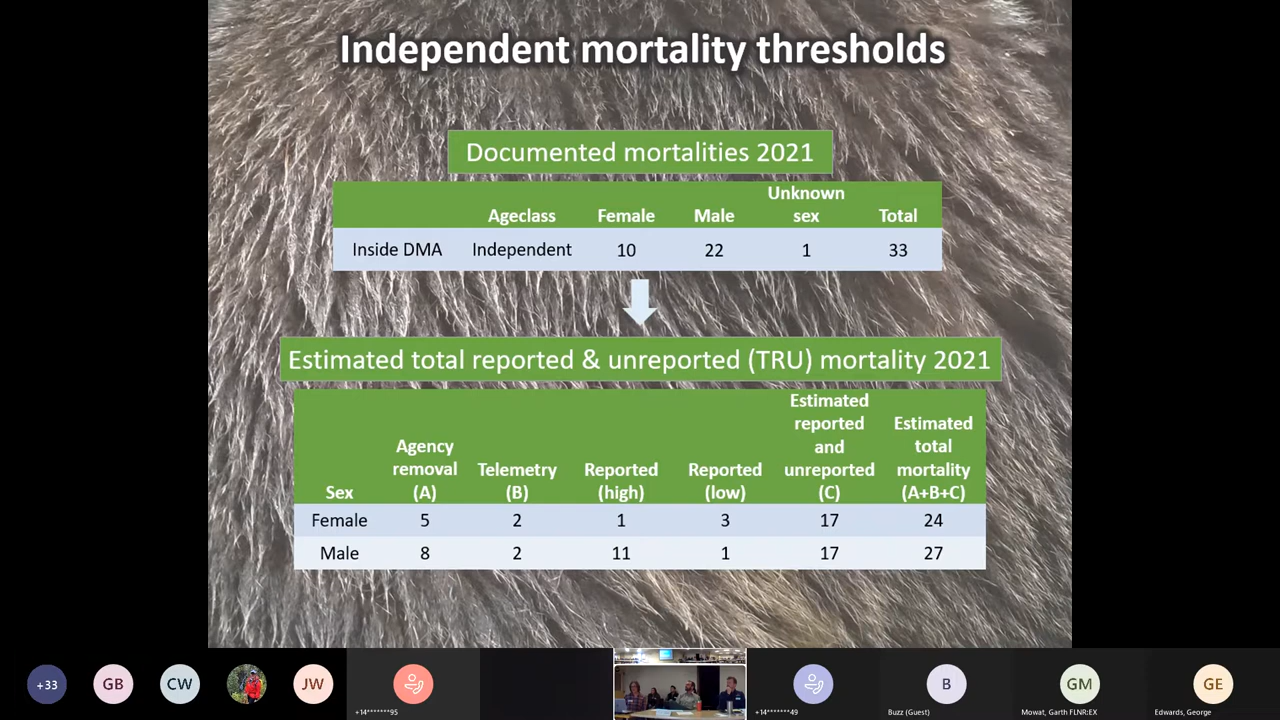 Independent mortality thresholds
Documented mortalities 2021
Unknown
Ageclass Female Male sex Total
Inside DMA Independent 10 22 1 33
Estimated total reported & unreported (TRU) mortality 2021
Estimated
reported Estimated
Agency and total
removal Telemetry Reported Reported unreported mortality
Sex (A) (B) (high) (low) (C) (A+B+C)
Female 5 2 1 3 17 24
Male 8 2 11 1 17 27
+33 GB CW JW B GM GE
+14*******95 +14*******49 Buzz (Guest) Mowat, Garth FLNR:EX Edwards, George